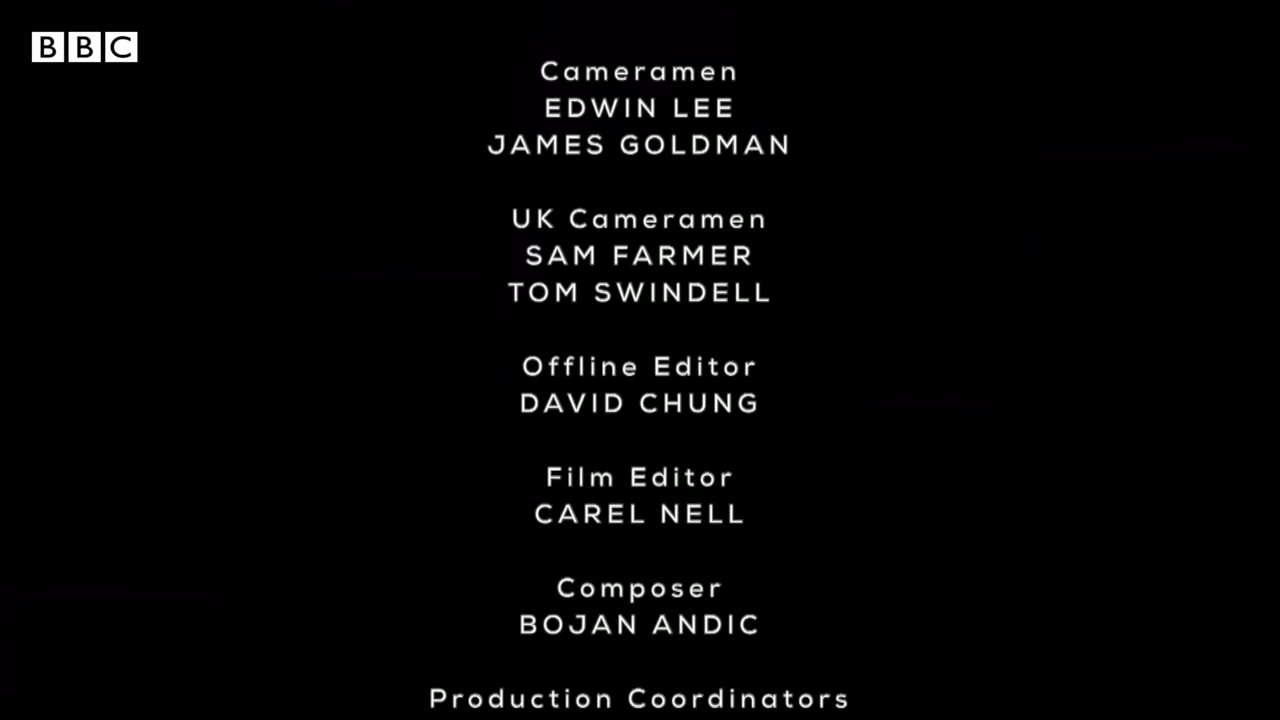 BBC
Cameramen
EDWIN LEE
JAMES GOLDMAN
UK Cameramen
SAM FARMER
TOM SWINDELL
Offline Editor
DAVID CHUNG
Film Editor
CAREL NELL
Composer
BOJAN ANDIC
Production Coordinators